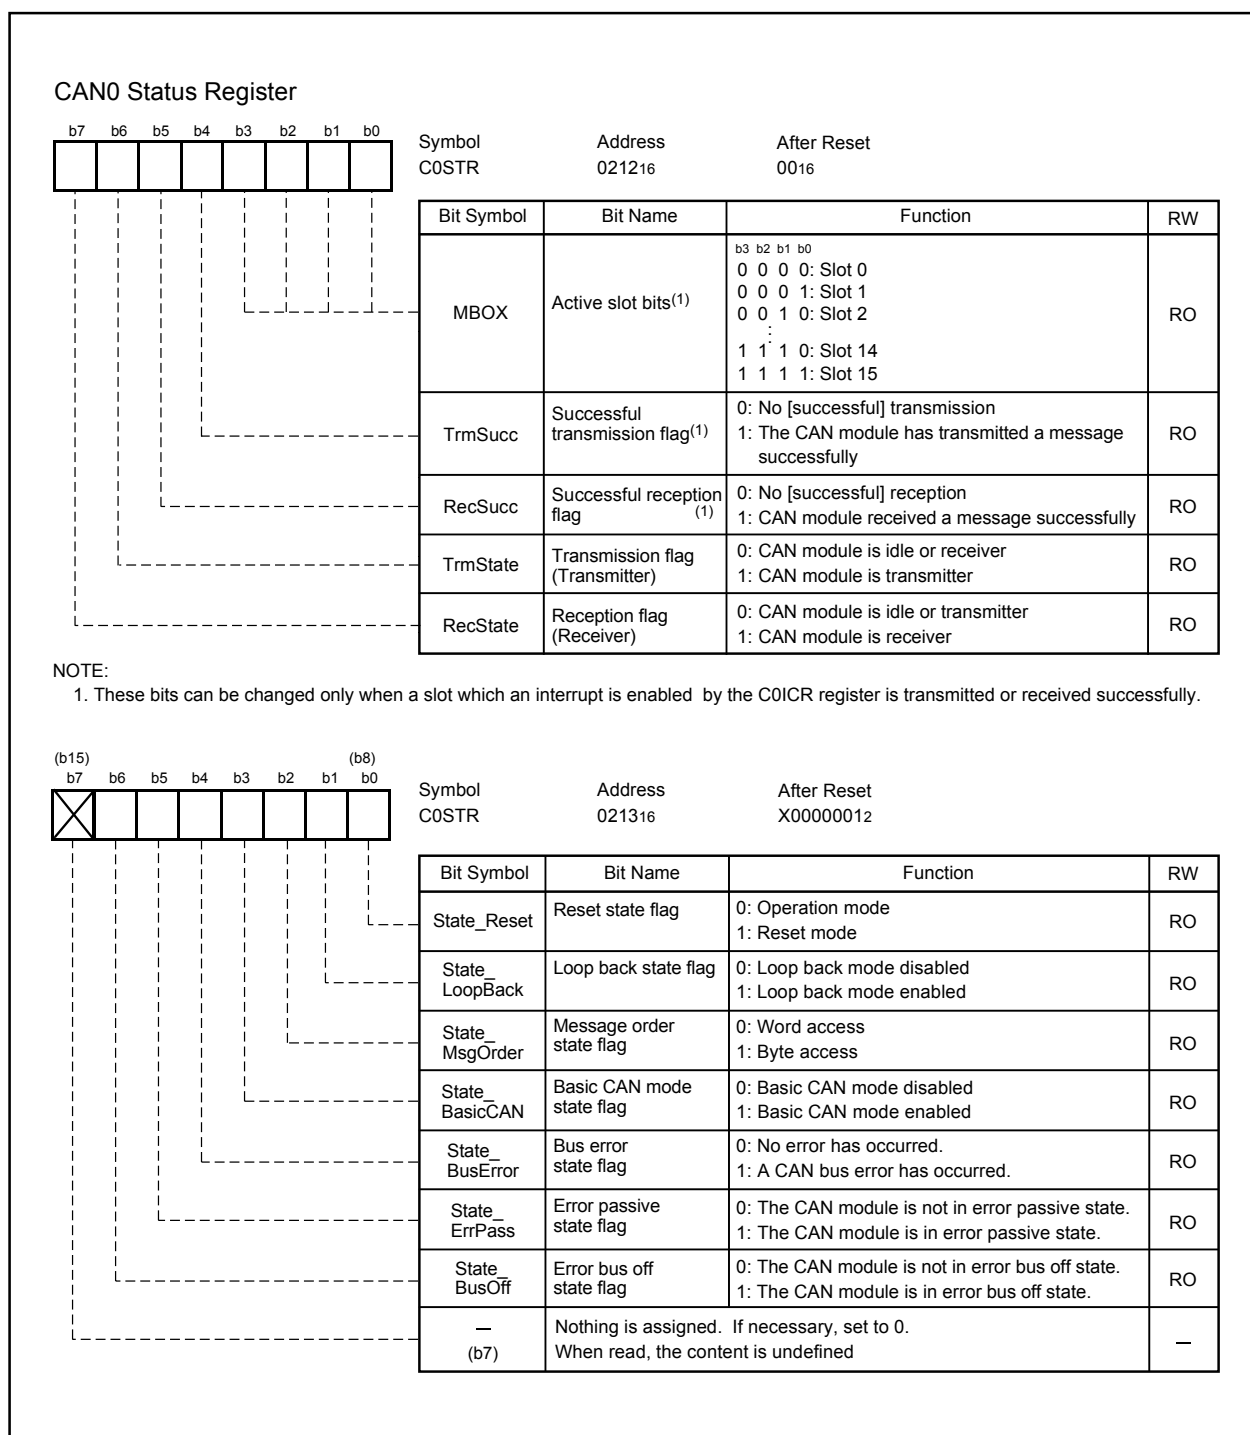 CAN0 Status Register
b7 b6 b5 b4 b3 b2 b1 b0
Symbol Address After Reset
C0STR 021216 0016
Bit Symbol Bit Name Function RW
MBOX Active slot bits(1) RO
b3 b2 b1 b0
0 0 0 0: Slot 0
0 0 0 1: Slot 1
0 0 1 0: Slot 2
:
1 1 1 0: Slot 14
1 1 1 1: Slot 15
TrmSucc
Successful
transmission flag(1)
0: No [successful] transmission
1: The CAN module has transmitted a message
successfully
RO
RecSucc
Successful reception
flag (1)
0: No [successful] reception
1: CAN module received a message successfully
RO
TrmState
Transmission flag
(Transmitter)
0: CAN module is idle or receiver
1: CAN module is transmitter
RO
RecState
Reception flag
(Receiver)
0: CAN module is idle or transmitter
1: CAN module is receiver
RO
NOTE:
1. These bits can be changed only when a slot which an interrupt is enabled by the C0ICR register is transmitted or received successfully.
(b15) (b8)
b7 b6 b5 b4 b3 b2 b1 b0
Symbol Address After Reset
C0STR 021316 X00000012
Bit Symbol Bit Name Function RW
State_Reset
Reset state flag
0: Operation mode
1: Reset mode
RO
State_
LoopBack
Loop back state flag
0: Loop back mode disabled
1: Loop back mode enabled
RO
State_
MsgOrder
Message order
state flag
0: Word access
1: Byte access
RO
State_
BasicCAN
Basic CAN mode
state flag
0: Basic CAN mode disabled
1: Basic CAN mode enabled
RO
State_
BusError
Bus error
state flag
0: No error has occurred.
1: A CAN bus error has occurred.
RO
State_
ErrPass
Error passive
state flag
0: The CAN module is not in error passive state.
1: The CAN module is in error passive state.
RO
State_
BusOff
Error bus off
state flag
0: The CAN module is not in error bus off state.
1: The CAN module is in error bus off state.
RO
—
(b7)
Nothing is assigned. If necessary, set to 0.
When read, the content is undefined
—